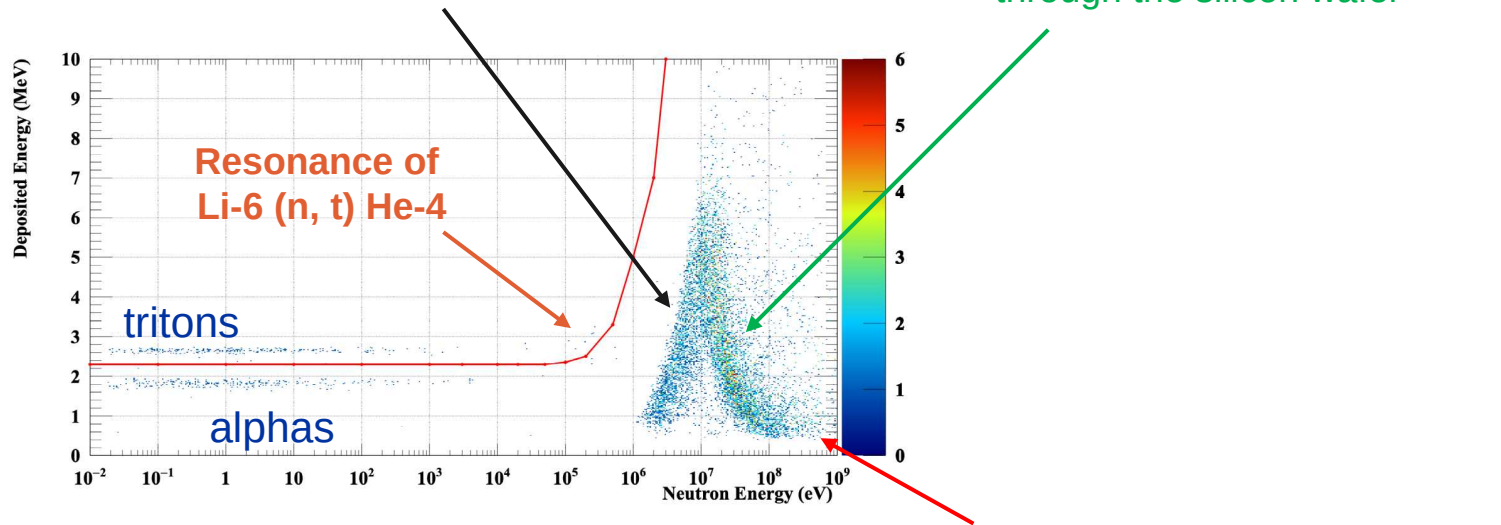 through the silicon wafer
Deposited Energy (MeV)
10
9
8
7
6
5
4
3
2
1
0
Resonance of
Li-6 (n, t) He-4
tritons
alphas
10⁻² 10⁻¹ 1 10 10² 10³ 10⁴ 10⁵ 10⁶ 10⁷ 10⁸ 10⁹
Neutron Energy (eV)
6
5
4
3
2
1
0